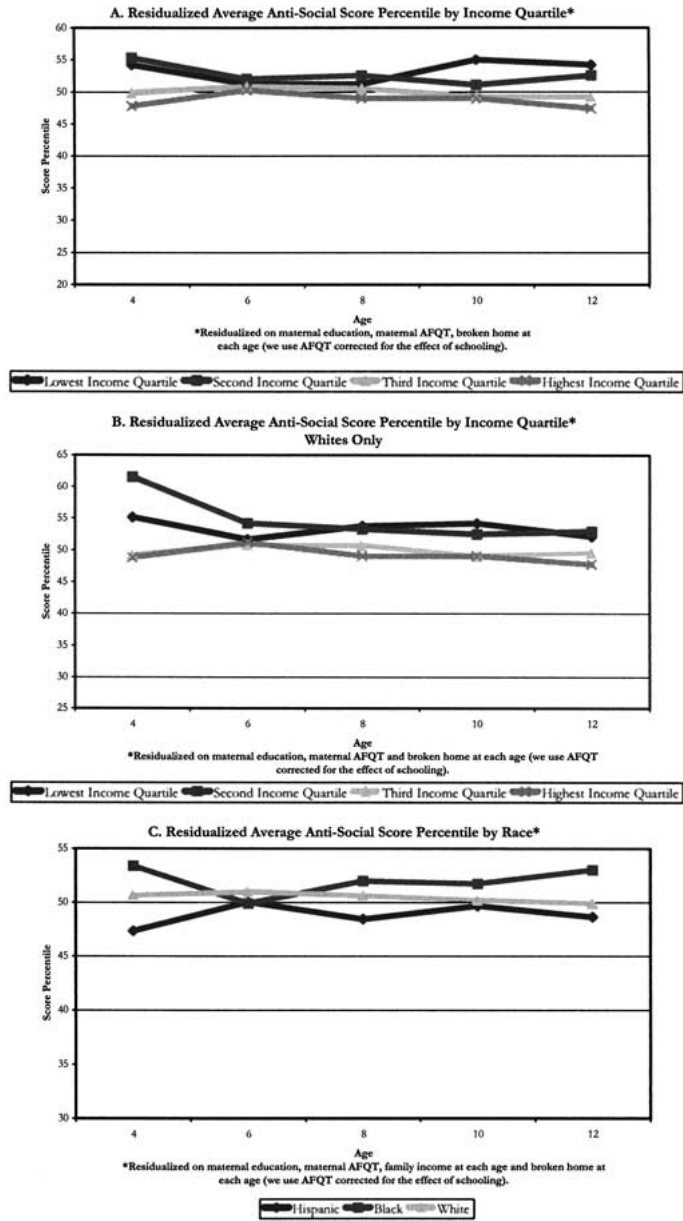 A. Residualized Average Anti-Social Score Percentile by Income Quartile*
60
55
50
45
40
35
30
25
20
Score Percentile
4 6 8 10 12
Age
*Residualized on maternal education, maternal AFQT, broken home at
each age (we use AFQT corrected for the effect of schooling).
Lowest Income Quartile Second Income Quartile Third Income Quartile Highest Income Quartile
B. Residualized Average Anti-Social Score Percentile by Income Quartile*
Whites Only
65
60
55
50
45
40
35
30
25
Score Percentile
4 6 8 10 12
Age
*Residualized on maternal education, maternal AFQT and broken home at each age (we use AFQT
corrected for the effect of schooling).
Lowest Income Quartile Second Income Quartile Third Income Quartile Highest Income Quartile
C. Residualized Average Anti-Social Score Percentile by Race*
55
50
45
40
35
30
Score Percentile
4 6 8 10 12
Age
*Residualized on maternal education, maternal AFQT, family income at each age and broken home at
each age (we use AFQT corrected for the effect of schooling).
Hispanic Black White